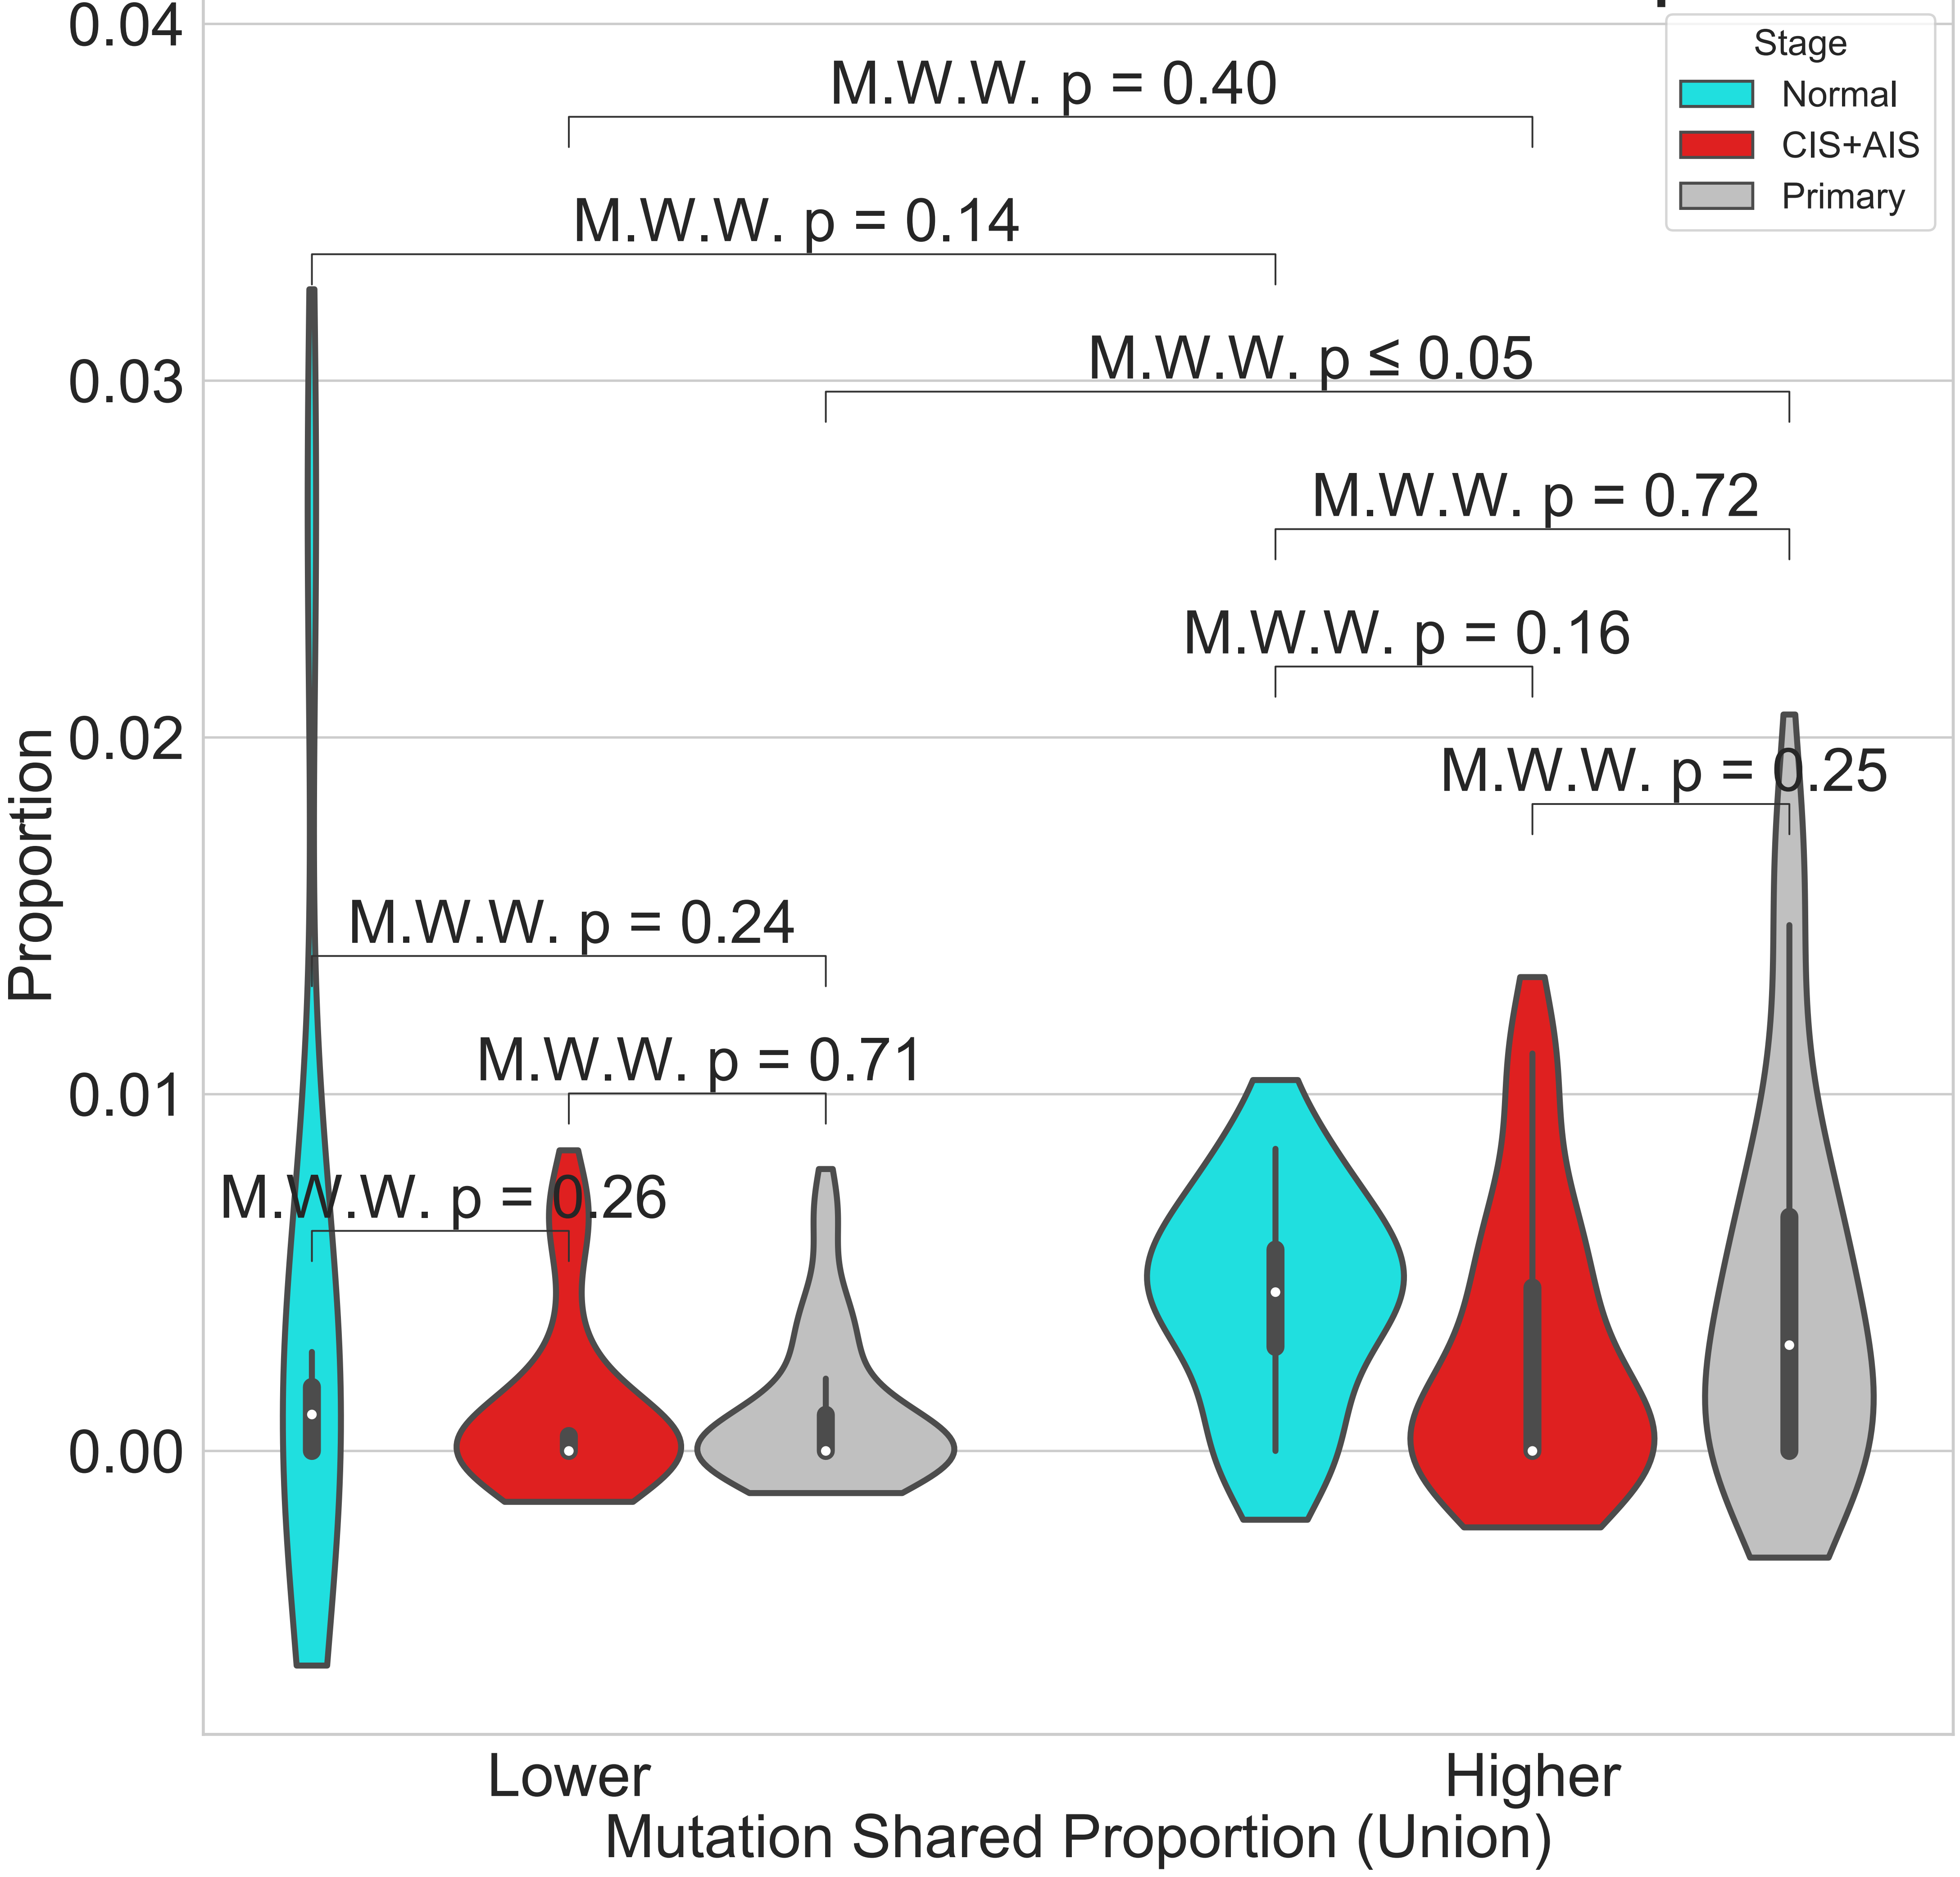 0.04
M.W.W. p = 0.40
Stage
Normal
CIS+AIS
Primary
M.W.W. p = 0.14
M.W.W. p ≤ 0.05
0.03
M.W.W. p = 0.72
M.W.W. p = 0.16
0.02
M.W.W. p = 0.25
Proportion
M.W.W. p = 0.24
M.W.W. p = 0.71
0.01
M.W.W. p = 0.26
0.00
Lower
Higher
Mutation Shared Proportion (Union)